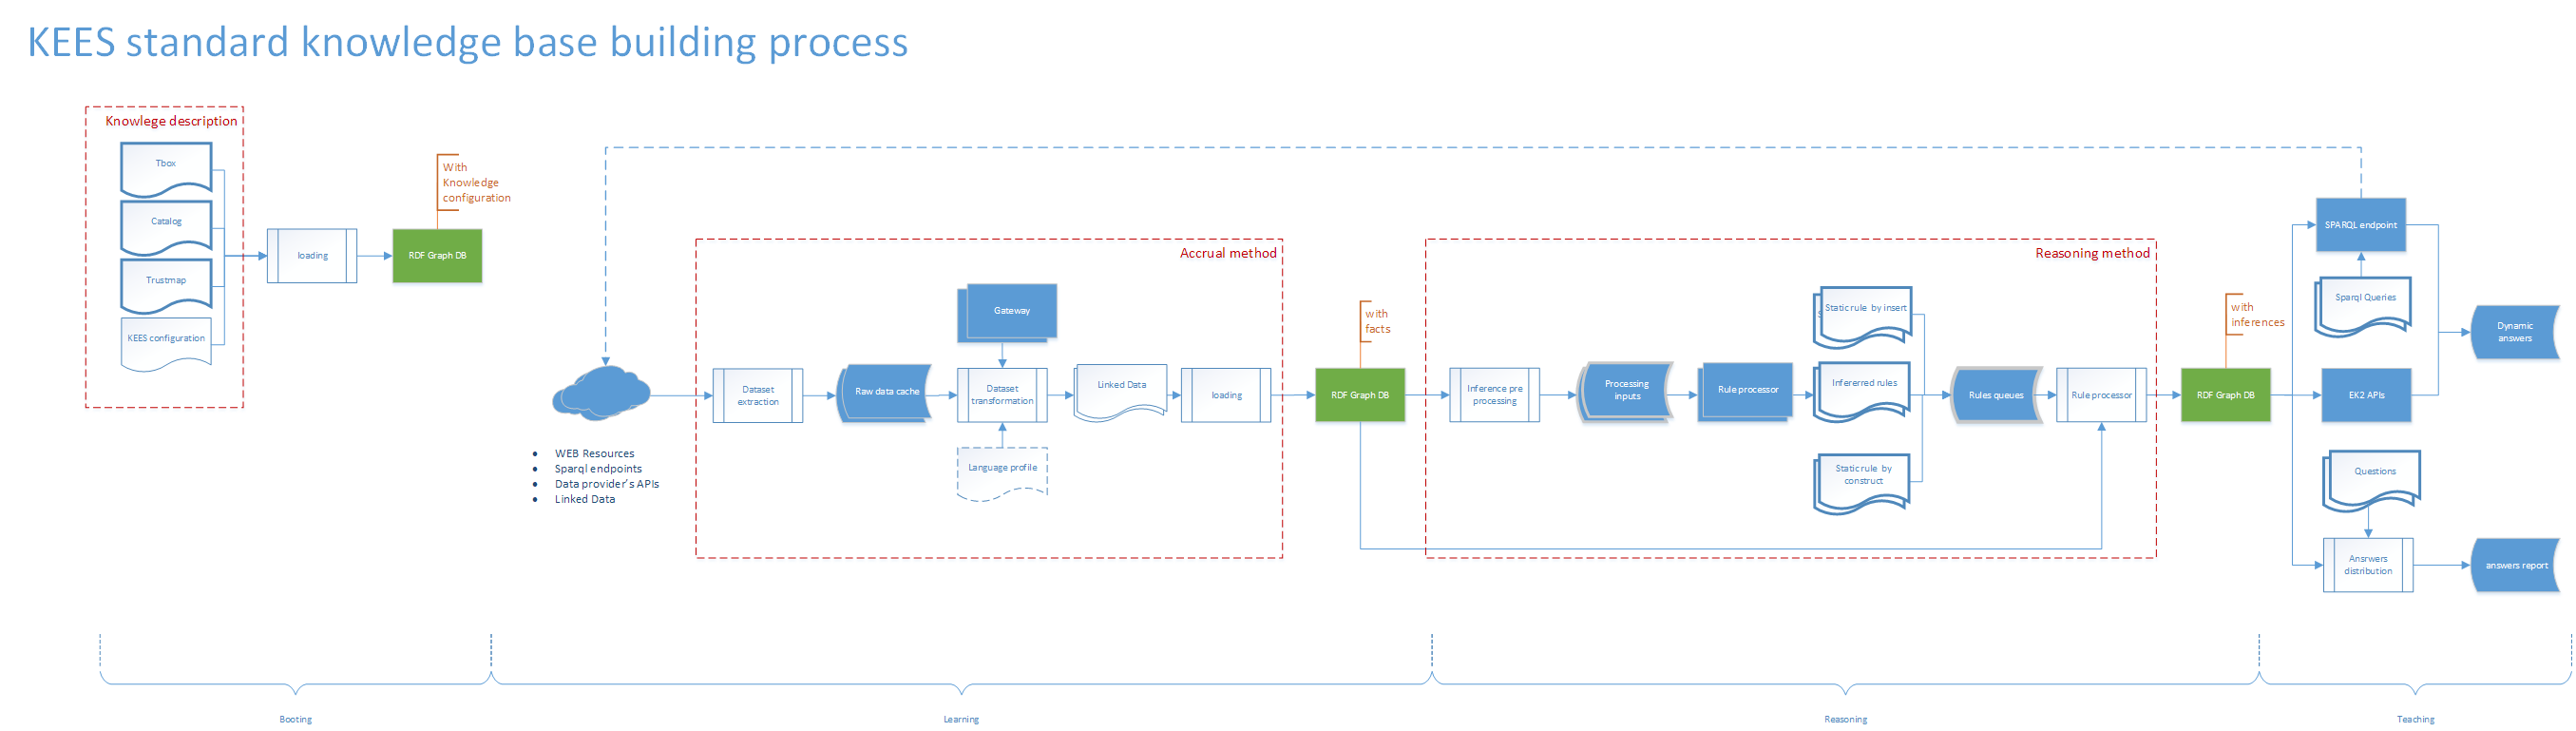 KEES standard knowledge base building process
Knowlege description
Tbox
Catalog
Trustmap
KEES configuration
loading
With
Knowledge
configuration
RDF Graph DB
WEB Resources
Sparql endpoints
Data provider's APIs
Linked Data
Accrual method
Dataset
extraction
Raw data cache
Gateway
Dataset
transformation
Language profile
Linked Data
loading
with
facts
RDF Graph DB
Reasoning method
Inference pre
processing
Processing
inputs
Rule processor
Static rule by insert
Infererred rules
Static rule by
construct
Rules queues
Rule processor
with
inferences
RDF Graph DB
SPARQL endpoint
Sparql Queries
Dynamic
answers
EK2 APIs
Questions
Ansrwers
distribution
answers report
Booting
Learning
Reasoning
Teaching